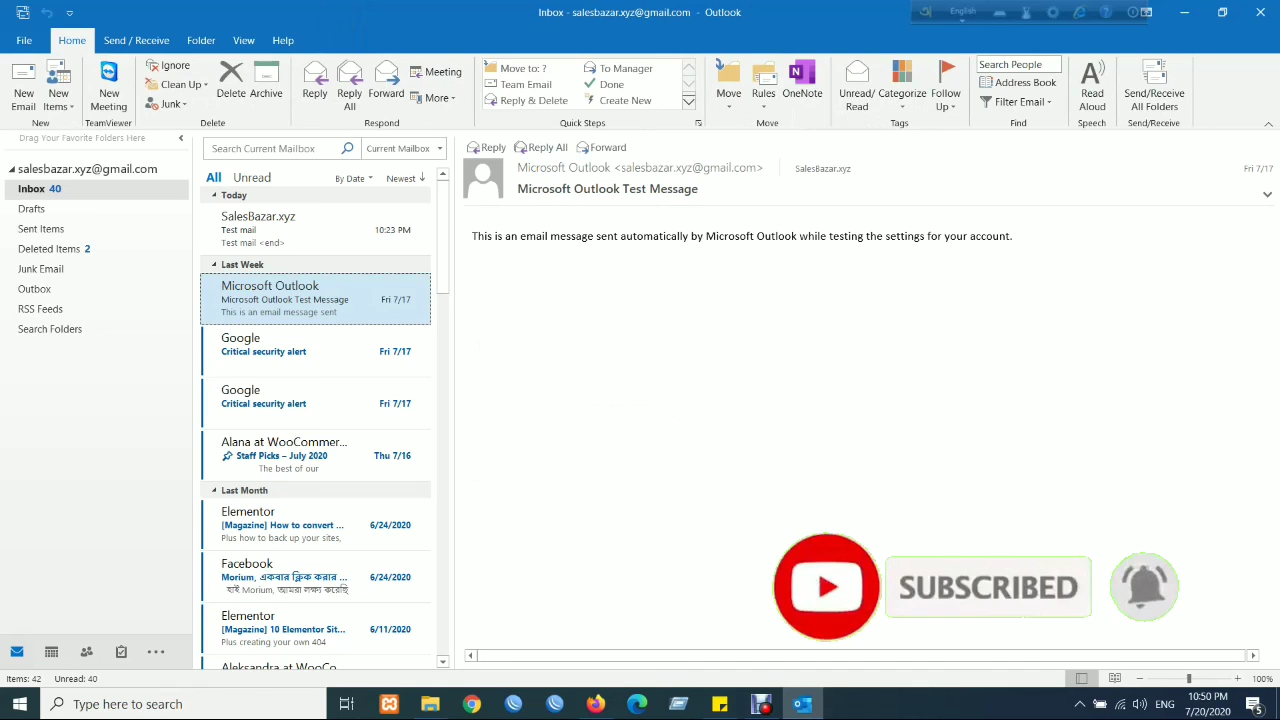 Inbox - salesbazar.xyz@gmail.com - Outlook
English
File Home Send / Receive Folder View Help
New Email
New Items
New
New Meeting
TeamViewer
Ignore
Clean Up
Junk
Delete
Archive
Delete
Reply
Reply All
Forward
Meeting
More
Respond
Move to: ?
Team Email
Reply & Delete
To Manager
Done
Create New
Quick Steps
Move
Rules
OneNote
Move
Unread/ Read
Categorize
Follow Up
Tags
Search People
Address Book
Filter Email
Find
Read Aloud
Speech
Send/Receive All Folders
Send/Receive
Drag Your Favorite Folders Here
salesbazar.xyz@gmail.com
Inbox 40
Drafts
Sent Items
Deleted Items 2
Junk Email
Outbox
RSS Feeds
Search Folders
Search Current Mailbox
Current Mailbox
All Unread By Date Newest
Today
SalesBazar.xyz
Test mail 10:23 PM
Test mail <end>
Last Week
Microsoft Outlook
Microsoft Outlook Test Message Fri 7/17
This is an email message sent
Google
Critical security alert Fri 7/17
Google
Critical security alert Fri 7/17
Alana at WooCommer...
Staff Picks – July 2020 Thu 7/16
The best of our
Last Month
Elementor
[Magazine] How to convert ... 6/24/2020
Plus how to back up your sites,
Facebook
Morium, একবার ক্লিক করার ... 6/24/2020
হাই Morium, আমরা লক্ষ্য করেছি
Elementor
[Magazine] 10 Elementor Sit... 6/11/2020
Plus creating your own 404
Aleksandra at WooCo
Reply Reply All Forward
Microsoft Outlook <salesbazar.xyz@gmail.com> SalesBazar.xyz Fri 7/17
Microsoft Outlook Test Message
This is an email message sent automatically by Microsoft Outlook while testing the settings for your account.
SUBSCRIBED
Items: 42 Unread: 40
100%
Type here to search
ENG
10:50 PM
7/20/2020
5